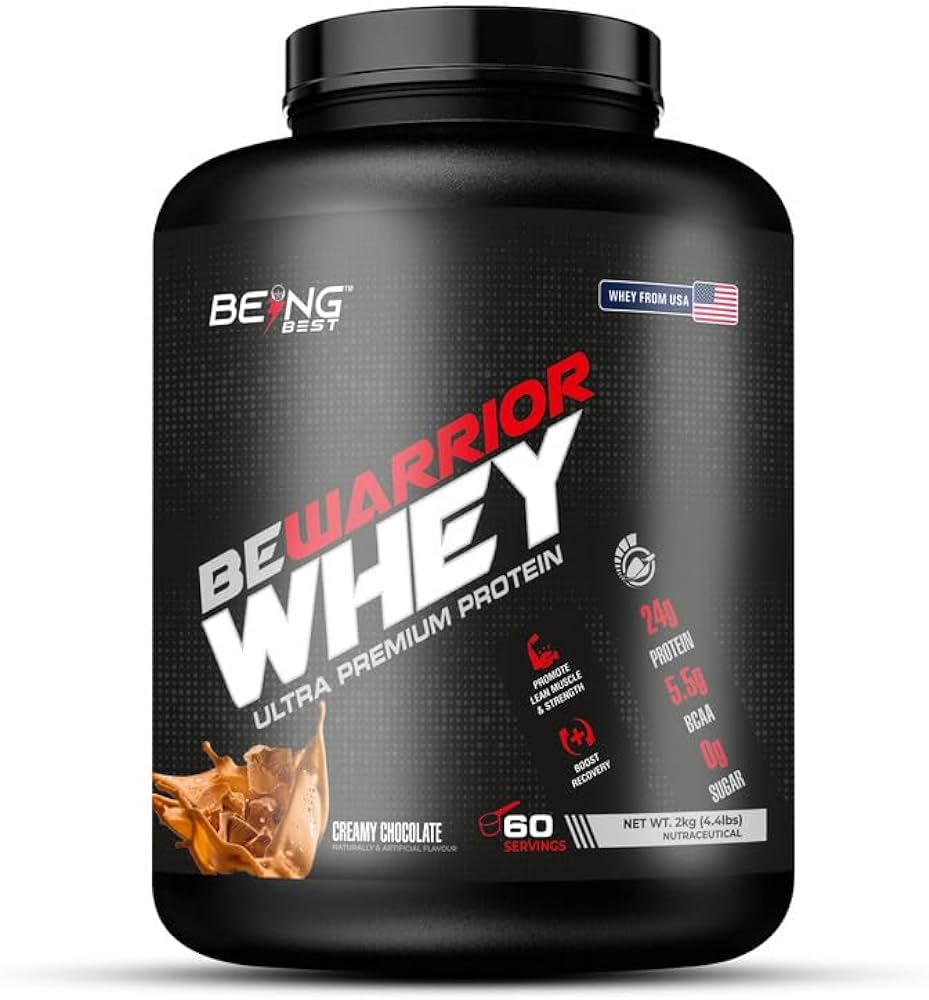 BEING™
BEST
WHEY FROM USA
BEWARRIOR
WHEY
ULTRA PREMIUM PROTEIN
PROMOTE
LEAN MUSCLE
& STRENGTH
BOOST
RECOVERY
24g
PROTEIN
5.5g
BCAA
0g
SUGAR
CREAMY CHOCOLATE
NATURALLY & ARTIFICIAL FLAVOUR
60
SERVINGS
NET WT. 2kg (4.4lbs)
NUTRACEUTICAL